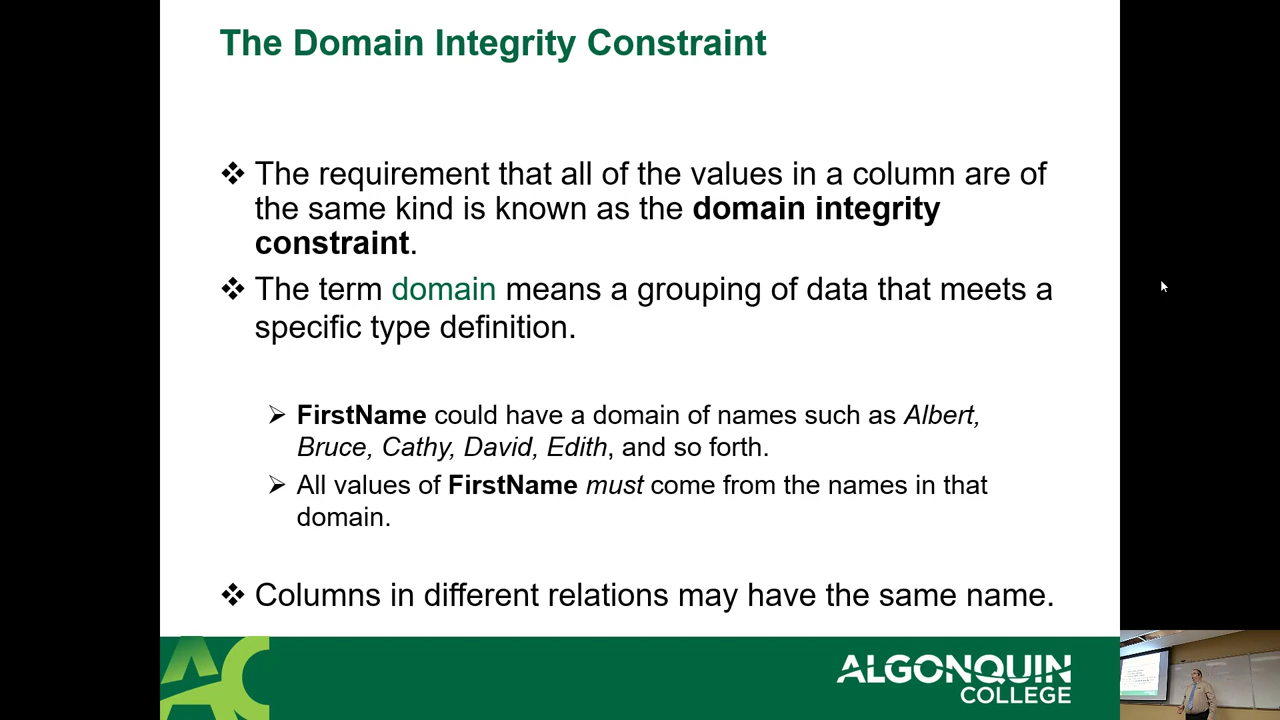 The Domain Integrity Constraint
❖ The requirement that all of the values in a column are of
the same kind is known as the domain integrity
constraint.
❖ The term domain means a grouping of data that meets a
specific type definition.
➢ FirstName could have a domain of names such as Albert,
Bruce, Cathy, David, Edith, and so forth.
➢ All values of FirstName must come from the names in that
domain.
❖ Columns in different relations may have the same name.
AC
ALGONQUIN
COLLEGE